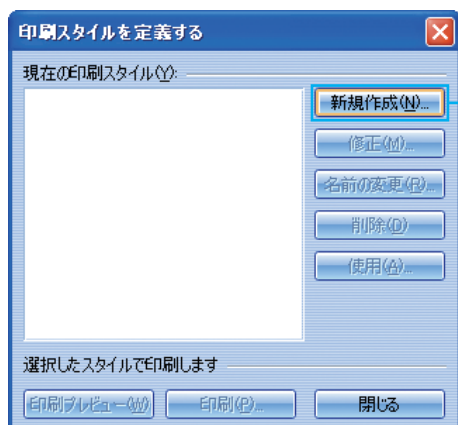 印刷スタイルを定義する
現在の印刷スタイル(Y):
新規作成(N)...
修正(M)...
名前の変更(R)...
削除(D)
使用(A)...
選択したスタイルで印刷します
印刷プレビュー(W)
印刷(P)...
閉じる